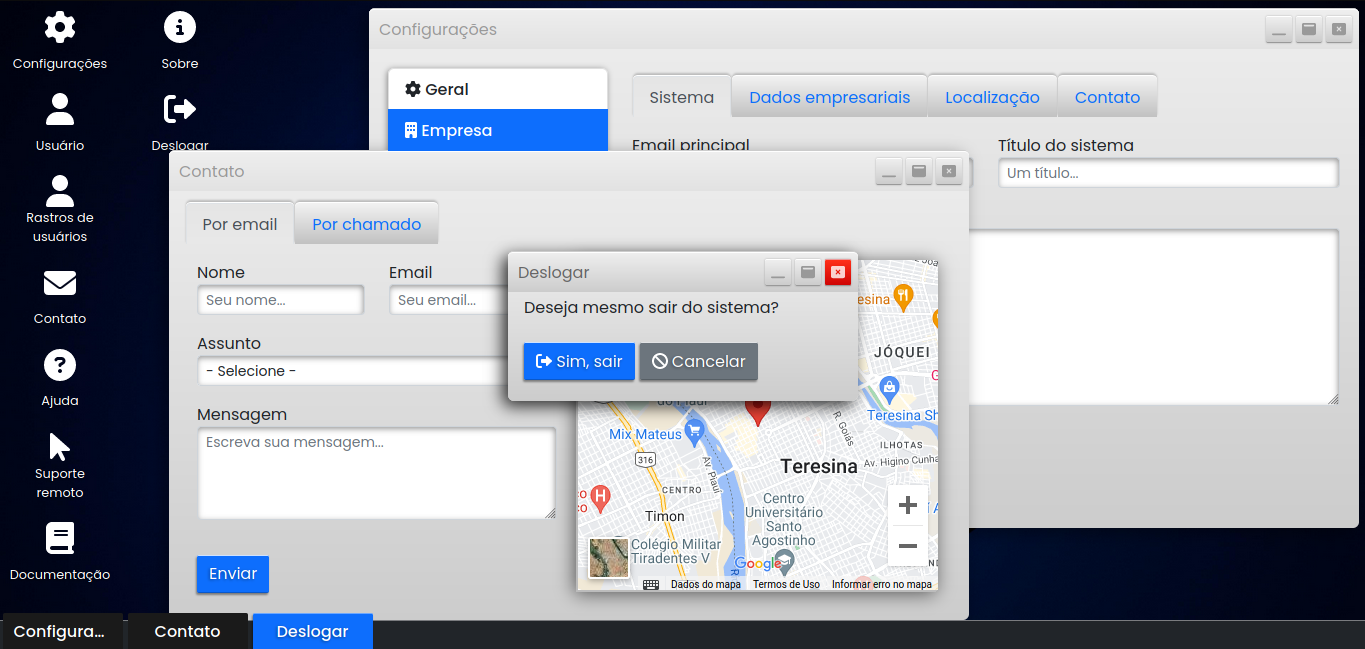 Configurações
Sobre
Usuário
Deslogar
Rastros de
usuários
Contato
Ajuda
Suporte
remoto
Documentação
Configurações
Geral
Empresa
Sistema
Dados empresariais
Localização
Contato
Email principal
Título do sistema
Um título...
Contato
Por email
Por chamado
Nome
Email
Seu nome...
Seu email...
Assunto
- Selecione -
Mensagem
Escreva sua mensagem...
Enviar
Deslogar
Deseja mesmo sair do sistema?
Sim, sair
Cancelar
JÓQUEI
Teresina Sh
Mix Mateus
R. Goiás
ILHOTAS
316
Av. Piauí
Teresina
Av. Higino Cunha
CENTRO
H
Timon
Centro
Universitário
Santo
Agostinho
Colégio Militar
Tiradentes V
Google
Dados do mapa
Termos de Uso
Informar erro no mapa
Configura...
Contato
Deslogar